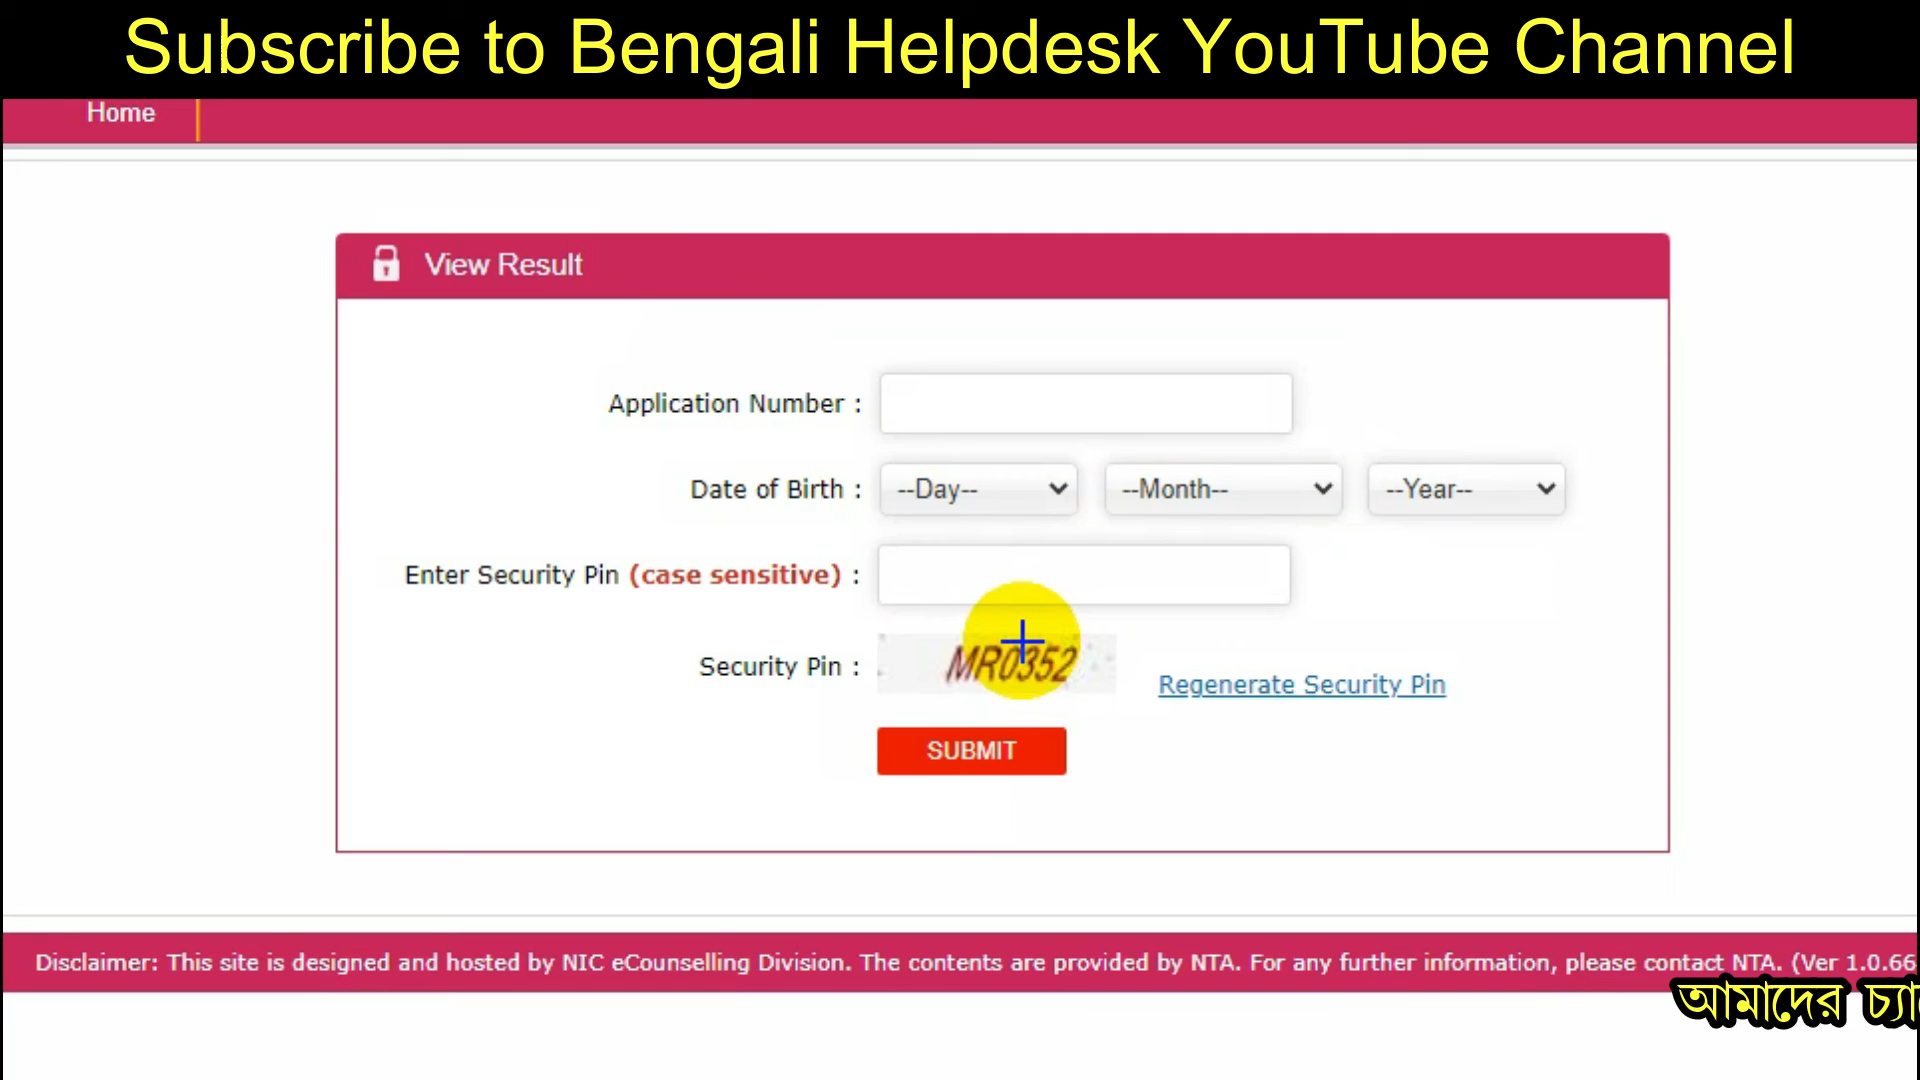 Subscribe to Bengali Helpdesk YouTube Channel
Home
View Result
Application Number :
Date of Birth : --Day-- --Month-- --Year--
Enter Security Pin (case sensitive) :
Security Pin : MR0352 Regenerate Security Pin
SUBMIT
Disclaimer: This site is designed and hosted by NIC eCounselling Division. The contents are provided by NTA. For any further information, please contact NTA. (Ver 1.0.66
আমাদের